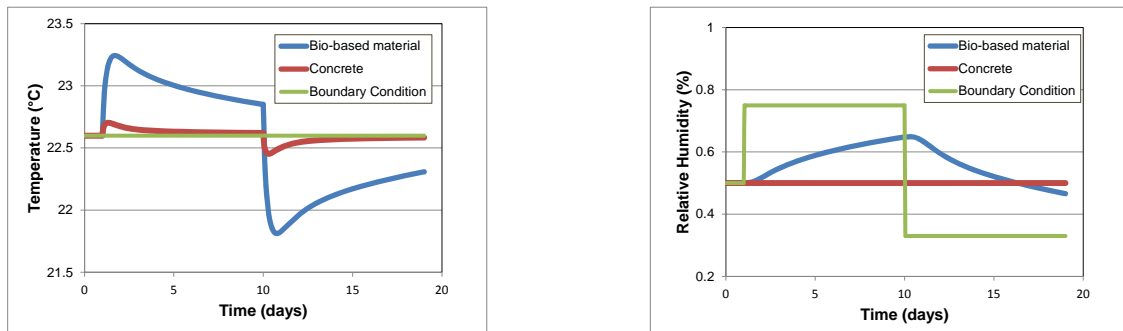 23.5
23
22.5
22
21.5
Temperature (°C)
0
5
10
15
20
Time (days)
Bio-based material
Concrete
Boundary Condition
1
0.8
0.6
0.4
0.2
Relative Humidity (%)
0
5
10
15
20
Time (days)
Bio-based material
Concrete
Boundary Condition